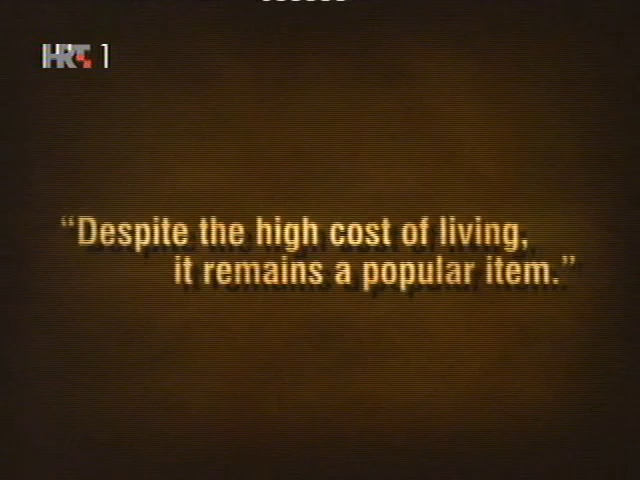 HRT 1
“Despite the high cost of living,
it remains a popular item.”